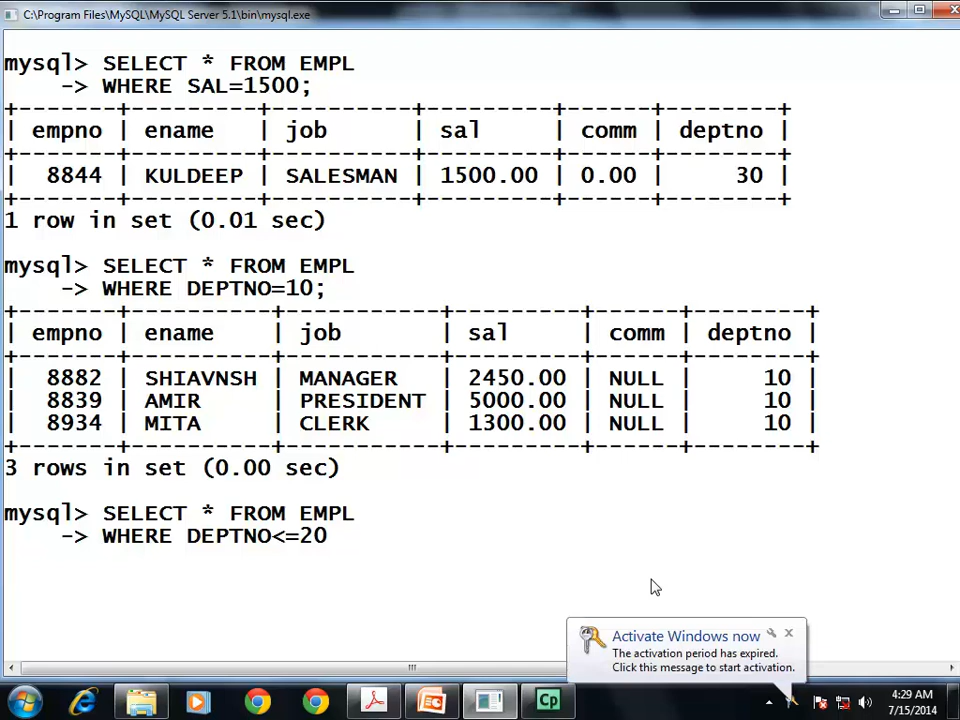 C:\Program Files\MySQL\MySQL Server 5.1\bin\mysql.exe
mysql> SELECT * FROM EMPL
    -> WHERE SAL=1500;
+-------+----------+----------+---------+------+--------+
| empno | ename | job | sal | comm | deptno |
+-------+----------+----------+---------+------+--------+
| 8844 | KULDEEP | SALESMAN | 1500.00 | 0.00 | 30 |
+-------+----------+----------+---------+------+--------+
1 row in set (0.01 sec)
mysql> SELECT * FROM EMPL
    -> WHERE DEPTNO=10;
+-------+----------+-----------+---------+------+--------+
| empno | ename | job | sal | comm | deptno |
+-------+----------+-----------+---------+------+--------+
| 8882 | SHIAVNSH | MANAGER | 2450.00 | NULL | 10 |
| 8839 | AMIR | PRESIDENT | 5000.00 | NULL | 10 |
| 8934 | MITA | CLERK | 1300.00 | NULL | 10 |
+-------+----------+-----------+---------+------+--------+
3 rows in set (0.00 sec)
mysql> SELECT * FROM EMPL
    -> WHERE DEPTNO<=20
Activate Windows now
The activation period has expired.
Click this message to start activation.
Cp
4:29 AM
7/15/2014